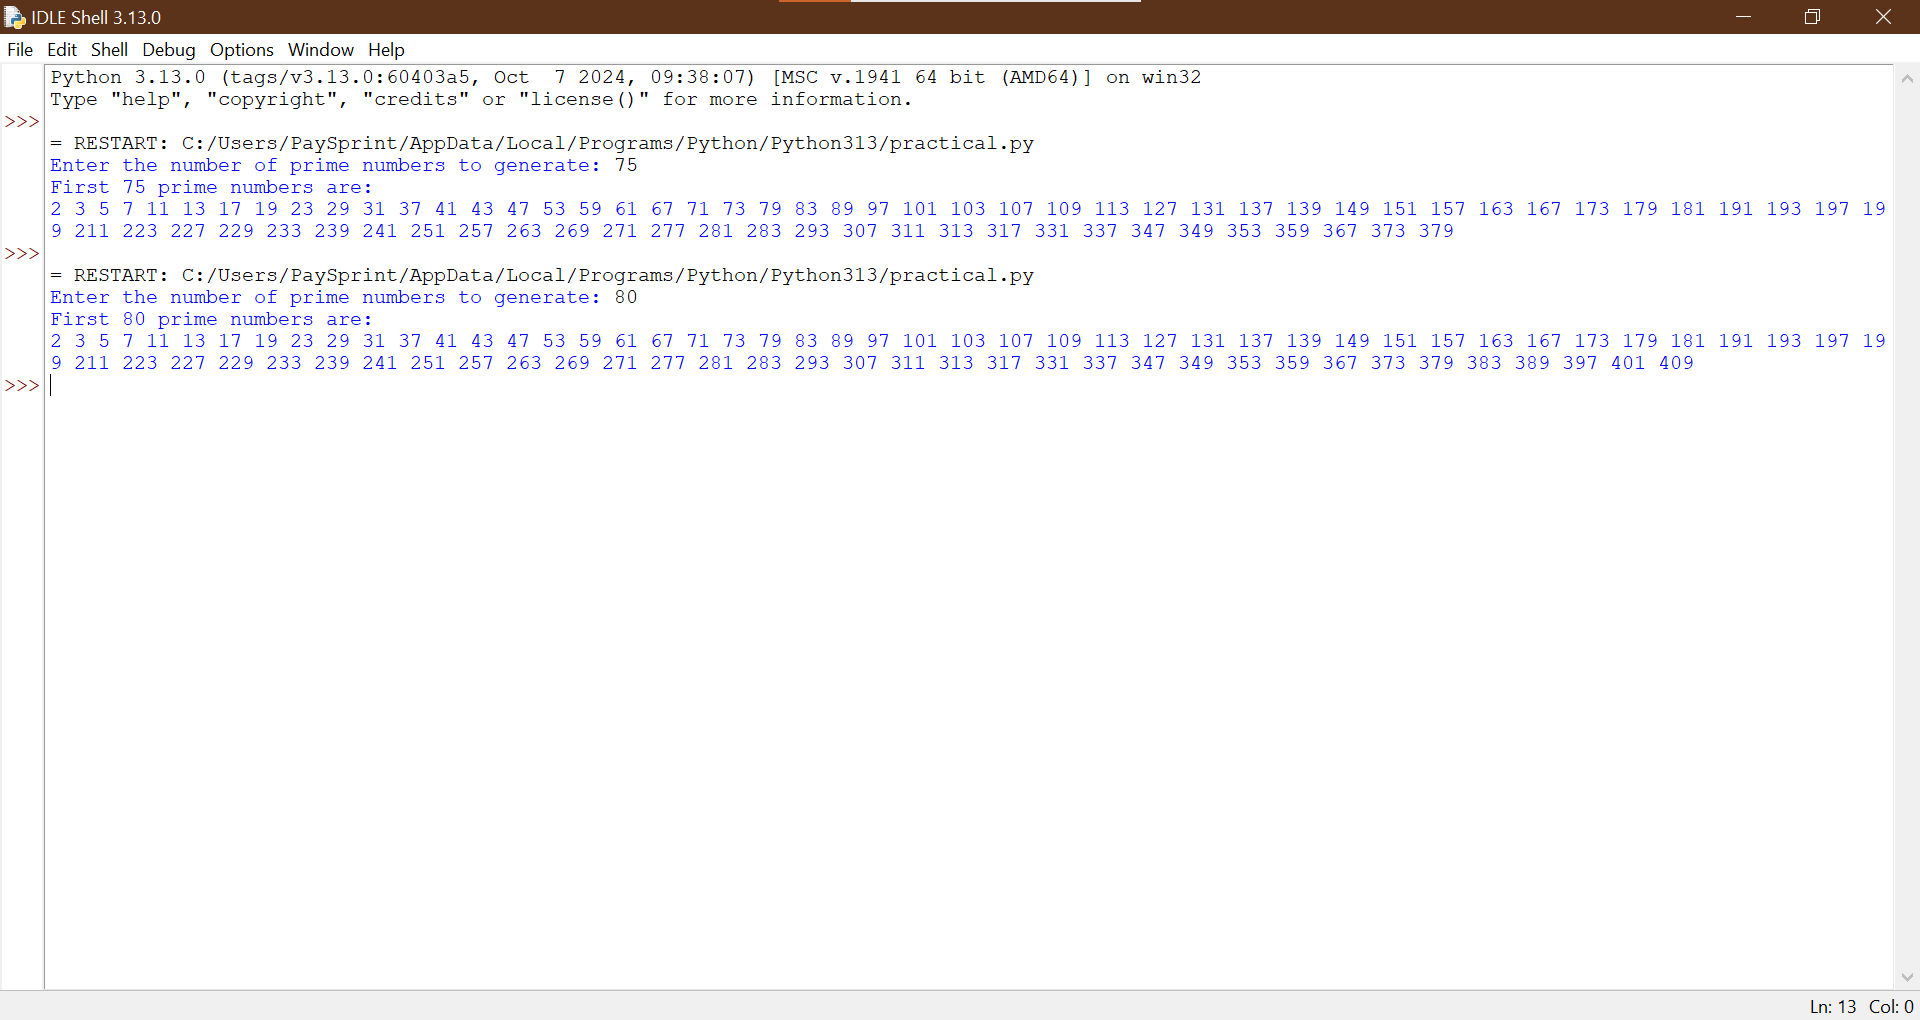 IDLE Shell 3.13.0
File Edit Shell Debug Options Window Help
Python 3.13.0 (tags/v3.13.0:60403a5, Oct  7 2024, 09:38:07) [MSC v.1941 64 bit (AMD64)] on win32
Type "help", "copyright", "credits" or "license()" for more information.
>>>
= RESTART: C:/Users/PaySprint/AppData/Local/Programs/Python/Python313/practical.py
Enter the number of prime numbers to generate: 75
First 75 prime numbers are:
2 3 5 7 11 13 17 19 23 29 31 37 41 43 47 53 59 61 67 71 73 79 83 89 97 101 103 107 109 113 127 131 137 139 149 151 157 163 167 173 179 181 191 193 197 19
9 211 223 227 229 233 239 241 251 257 263 269 271 277 281 283 293 307 311 313 317 331 337 347 349 353 359 367 373 379
>>>
= RESTART: C:/Users/PaySprint/AppData/Local/Programs/Python/Python313/practical.py
Enter the number of prime numbers to generate: 80
First 80 prime numbers are:
2 3 5 7 11 13 17 19 23 29 31 37 41 43 47 53 59 61 67 71 73 79 83 89 97 101 103 107 109 113 127 131 137 139 149 151 157 163 167 173 179 181 191 193 197 19
9 211 223 227 229 233 239 241 251 257 263 269 271 277 281 283 293 307 311 313 317 331 337 347 349 353 359 367 373 379 383 389 397 401 409
>>>
Ln: 13 Col: 0